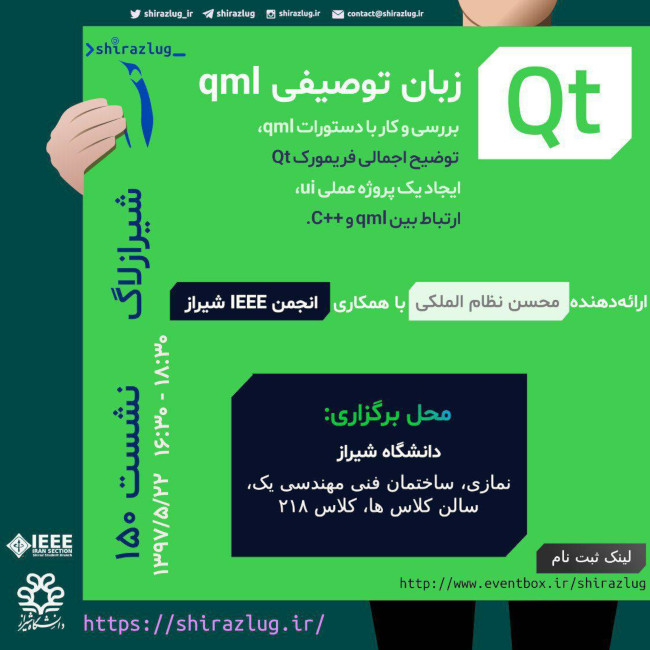 shirazlug_ir shirazlug shirazlug.ir contact@shirazlug.ir
shirazlug_
Qt
زبان توصیفی qml
بررسی و کار با دستورات qml،
توضیح اجمالی فریمورک Qt
ایجاد یک پروژه عملی ui،
ارتباط بین qml و C++.
شیرازلاگ
ارائه‌دهنده محسن نظام الملکی با همکاری انجمن IEEE شیراز
نشست ۱۵۰
۱۳۹۷/۵/۲۲ ۱۶:۳۰ - ۱۸:۳۰
محل برگزاری:
دانشگاه شیراز
نمازی، ساختمان فنی مهندسی یک،
سالن کلاس ها، کلاس ۲۱۸
لینک ثبت نام
http://www.eventbox.ir/shirazlug
IEEE
IRAN SECTION
Shiraz Student Branch
دانشگاه شیراز
https://shirazlug.ir/